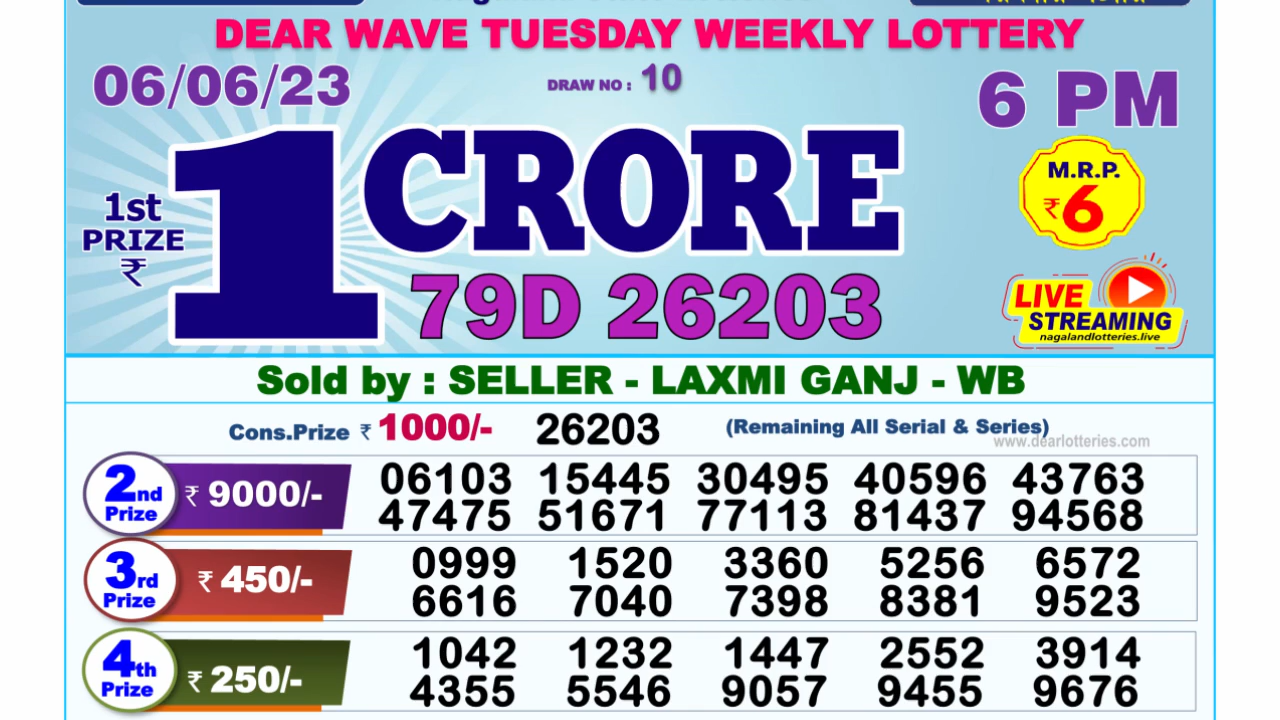 DEAR WAVE TUESDAY WEEKLY LOTTERY
06/06/23
DRAW NO : 10
6 PM
1st
PRIZE
₹
1 CRORE
79D 26203
M.R.P.
₹6
LIVE
STREAMING
nagalandlotteries.live
Sold by : SELLER - LAXMI GANJ - WB
Cons.Prize ₹ 1000/- 26203 (Remaining All Serial & Series)
www.dearlotteries.com
2nd
Prize
₹ 9000/-
06103 15445 30495 40596 43763
47475 51671 77113 81437 94568
3rd
Prize
₹ 450/-
0999 1520 3360 5256 6572
6616 7040 7398 8381 9523
4th
Prize
₹ 250/-
1042 1232 1447 2552 3914
4355 5546 9057 9455 9676